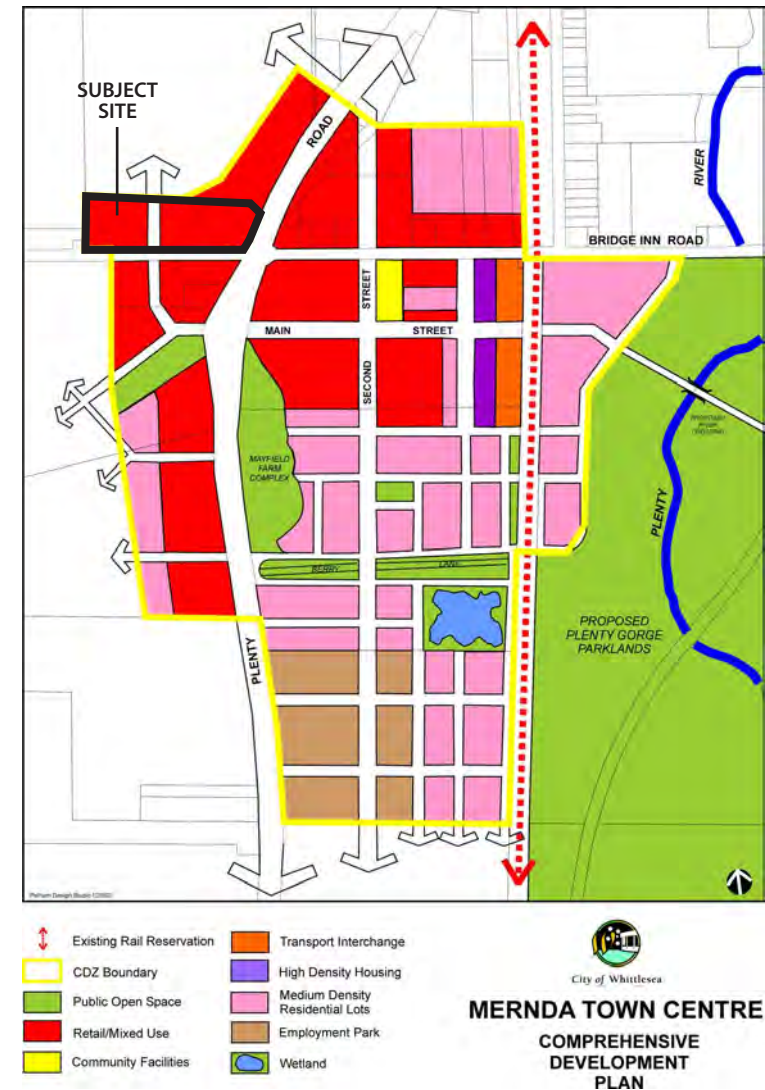 SUBJECT
SITE
ROAD
RIVER
BRIDGE INN ROAD
STREET
MAIN STREET
SECOND
MAYFIELD
FARM
COMPLEX
PLENTY
BERRY LANE
PROPOSED
PLENTY GORGE
PARKLANDS
PLENTY
Existing Rail Reservation
CDZ Boundary
Public Open Space
Retail/Mixed Use
Community Facilities
Transport Interchange
High Density Housing
Medium Density
Residential Lots
Employment Park
Wetland
City of Whittlesea
MERNDA TOWN CENTRE
COMPREHENSIVE
DEVELOPMENT
PLAN